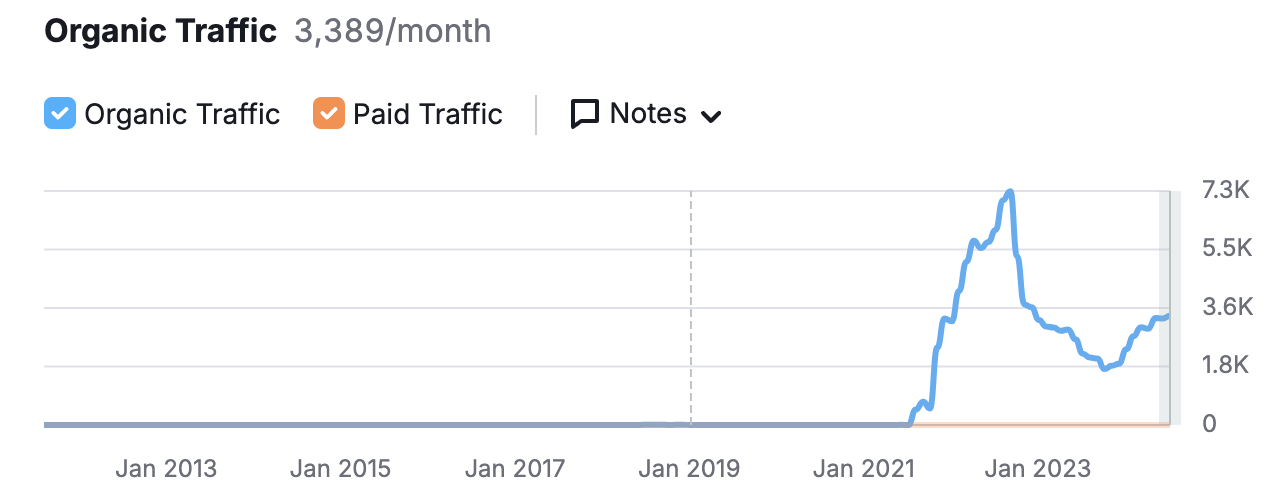 Organic Traffic 3,389/month
Organic Traffic Paid Traffic Notes
7.3K
5.5K
3.6K
1.8K
0
Jan 2013 Jan 2015 Jan 2017 Jan 2019 Jan 2021 Jan 2023